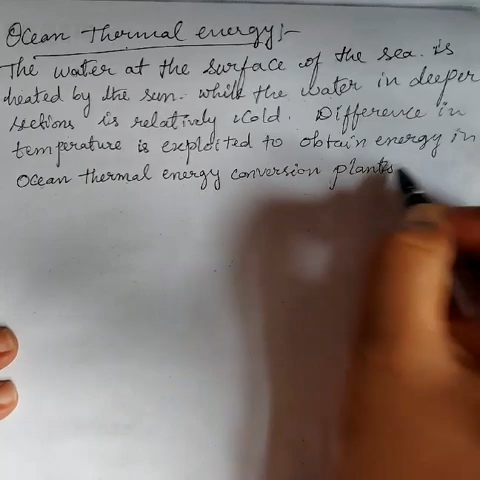 Ocean thermal energy:-
The water at the surface of the sea is
heated by the sun. while the water in deeper
sections is relatively cold. Difference in
temperature is exploited to obtain energy in
Ocean thermal energy conversion plants